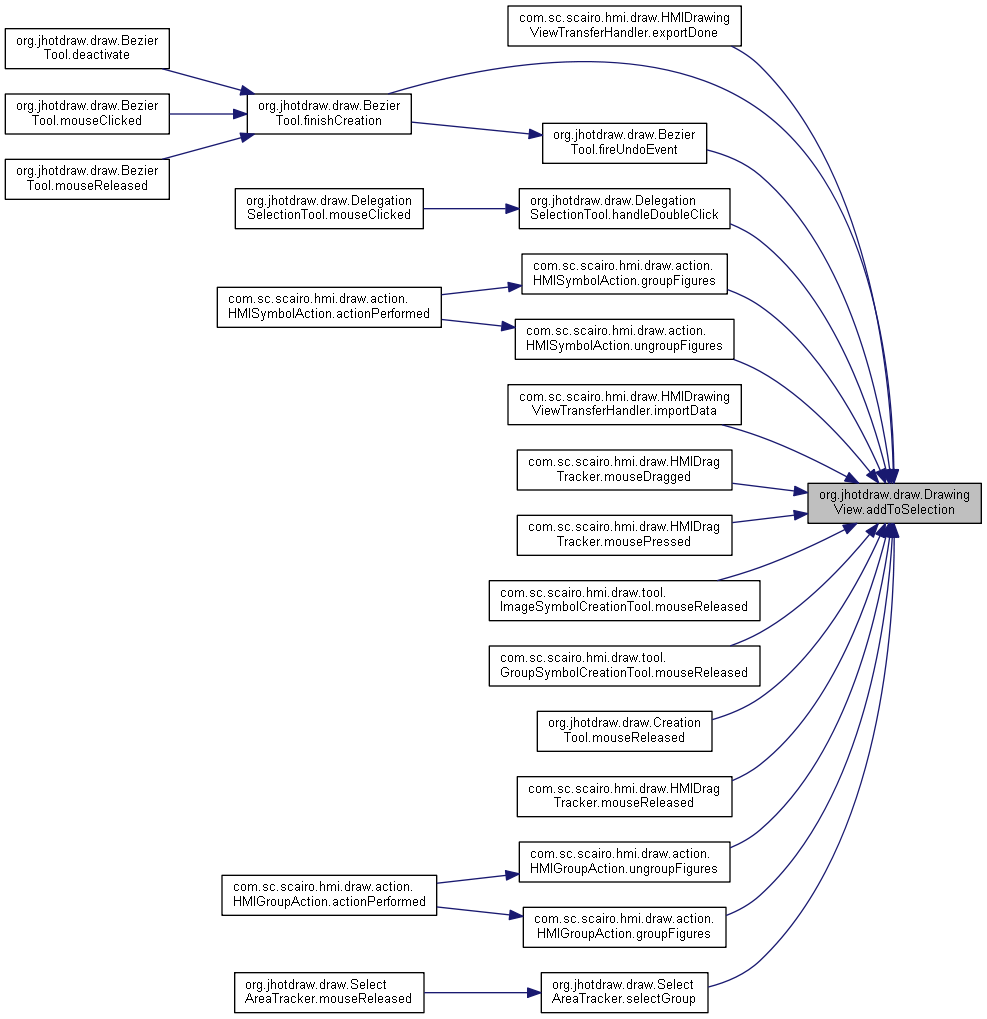 com.sc.scairo.hmi.draw.HMIDrawing
ViewTransferHandler.exportDone
org.jhotdraw.draw.Bezier
Tool.deactivate
org.jhotdraw.draw.Bezier
Tool.mouseClicked
org.jhotdraw.draw.Bezier
Tool.finishCreation
org.jhotdraw.draw.Bezier
Tool.fireUndoEvent
org.jhotdraw.draw.Bezier
Tool.mouseReleased
org.jhotdraw.draw.Delegation
SelectionTool.mouseClicked
org.jhotdraw.draw.Delegation
SelectionTool.handleDoubleClick
com.sc.scairo.hmi.draw.action.
HMISymbolAction.groupFigures
com.sc.scairo.hmi.draw.action.
HMISymbolAction.actionPerformed
com.sc.scairo.hmi.draw.action.
HMISymbolAction.ungroupFigures
com.sc.scairo.hmi.draw.HMIDrawing
ViewTransferHandler.importData
com.sc.scairo.hmi.draw.HMIDrag
Tracker.mouseDragged
org.jhotdraw.draw.Drawing
View.addToSelection
com.sc.scairo.hmi.draw.HMIDrag
Tracker.mousePressed
com.sc.scairo.hmi.draw.tool.
ImageSymbolCreationTool.mouseReleased
com.sc.scairo.hmi.draw.tool.
GroupSymbolCreationTool.mouseReleased
org.jhotdraw.draw.Creation
Tool.mouseReleased
com.sc.scairo.hmi.draw.HMIDrag
Tracker.mouseReleased
com.sc.scairo.hmi.draw.action.
HMIGroupAction.ungroupFigures
com.sc.scairo.hmi.draw.action.
HMIGroupAction.actionPerformed
com.sc.scairo.hmi.draw.action.
HMIGroupAction.groupFigures
org.jhotdraw.draw.Select
AreaTracker.mouseReleased
org.jhotdraw.draw.Select
AreaTracker.selectGroup